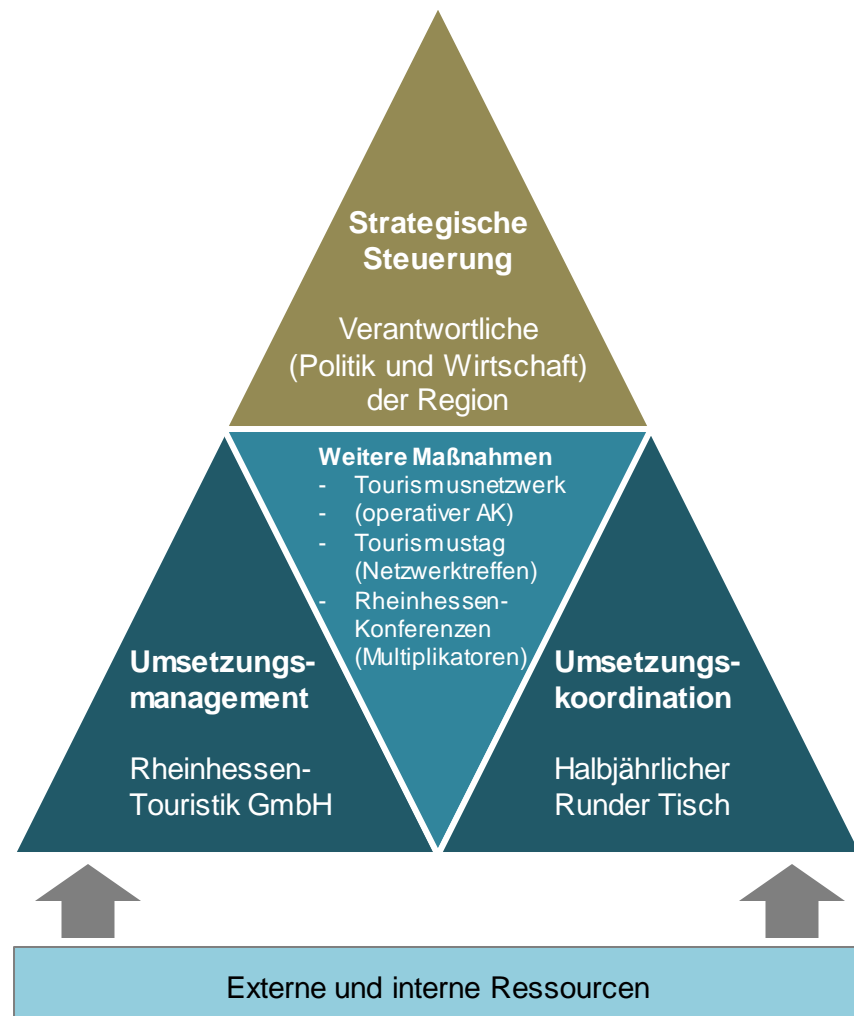 Strategische
Steuerung
Verantwortliche
(Politik und Wirtschaft)
der Region
Weitere Maßnahmen
- Tourismusnetzwerk
- (operativer AK)
- Tourismustag
(Netzwerktreffen)
- Rheinhessen-
Konferenzen
(Multiplikatoren)
Umsetzungs-
management
Rheinhessen-
Touristik GmbH
Umsetzungs-
koordination
Halbjährlicher
Runder Tisch
Externe und interne Ressourcen